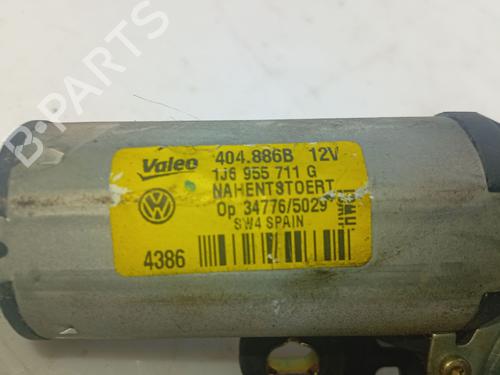 B-PARTS
Valeo 404.886B 12V
1J6 955 711 G
NAHENTSTOERT
Op 34776/5029
SW4 SPAIN
4386